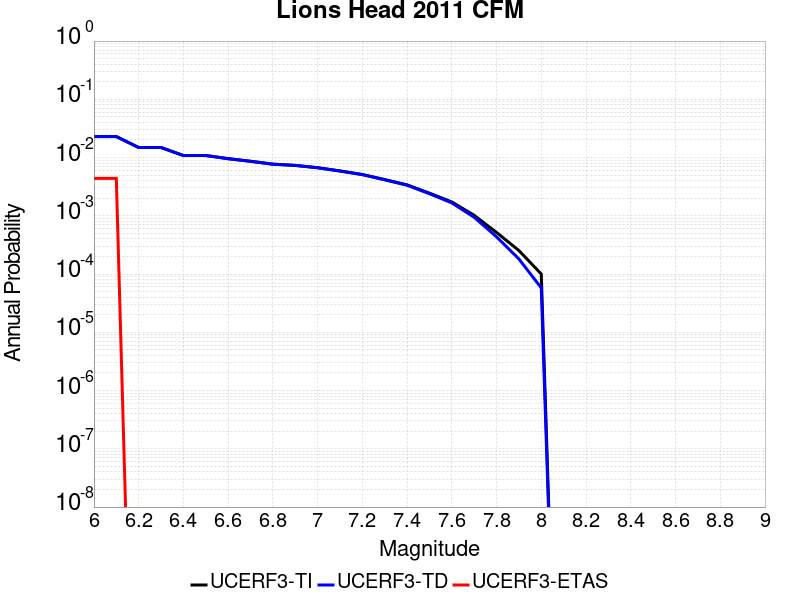 Lions Head 2011 CFM
10^0
10^-1
10^-2
10^-3
10^-4
10^-5
10^-6
10^-7
10^-8
Annual Probability
6 6.2 6.4 6.6 6.8 7 7.2 7.4 7.6 7.8 8 8.2 8.4 8.6 8.8 9
Magnitude
UCERF3-TI UCERF3-TD UCERF3-ETAS